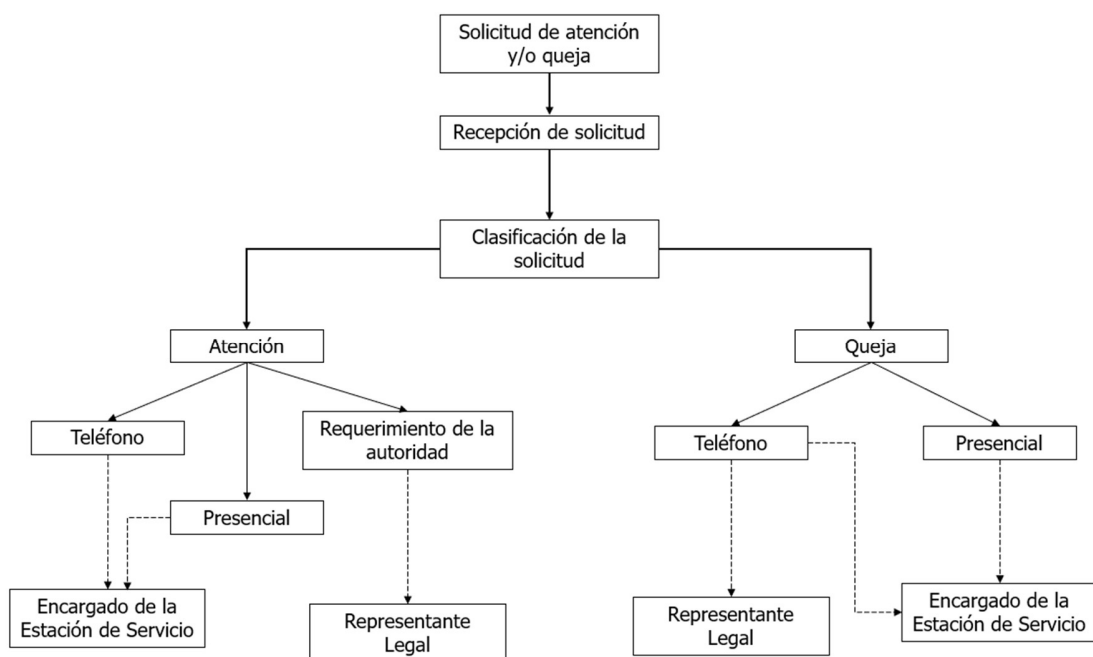 Solicitud de atención
y/o queja
Recepción de solicitud
Clasificación de la
solicitud
Atención
Queja
Teléfono
Requerimiento de la
autoridad
Teléfono
Presencial
Presencial
Encargado de la
Estación de Servicio
Representante
Legal
Representante
Legal
Encargado de la
Estación de Servicio